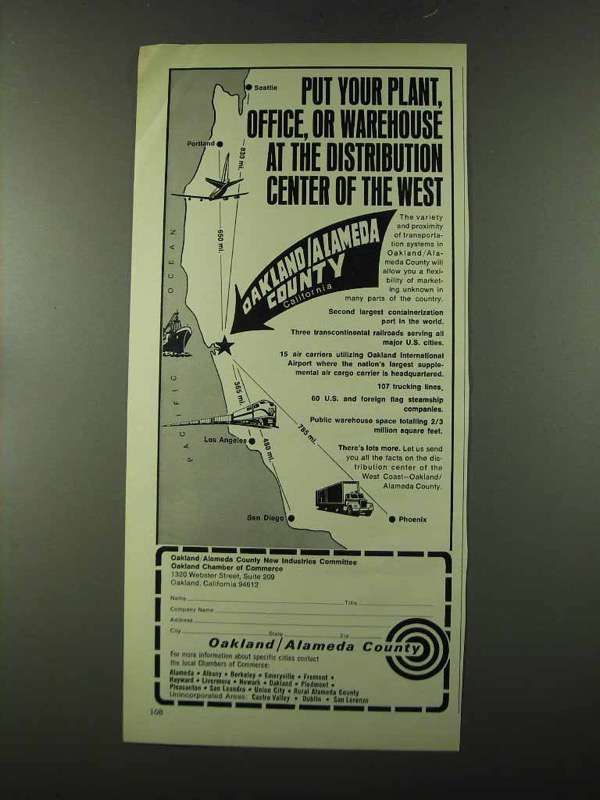 Seattle
PUT YOUR PLANT,
OFFICE, OR WAREHOUSE
AT THE DISTRIBUTION
CENTER OF THE WEST
Portland
830 mi.
650 mi.
OAKLAND/ALAMEDA
COUNTY
California
The variety
and proximity
of transporta-
tion systems in
Oakland/Ala-
meda County will
allow you a flexi-
bility of market-
ing unknown in
many parts of the country.
Second largest containerization
port in the world.
Three transcontinental railroads serving all
major U.S. cities.
15 air carriers utilizing Oakland International
Airport where the nation's largest supple-
mental air cargo carrier is headquartered.
107 trucking lines,
60 U.S. and foreign flag steamship
companies.
Public warehouse space totalling 2/3
million square feet.
There's lots more. Let us send
you all the facts on the dis-
tribution center of the
West Coast—Oakland/
Alameda County.
PACIFIC OCEAN
365 mi.
Los Angeles
480 mi.
785 mi.
San Diego
Phoenix
Oakland/Alameda County New Industries Committee
Oakland Chamber of Commerce
1320 Webster Street, Suite 209
Oakland, California 94612
Name Title
Company Name
Address
City State Zip
Oakland/Alameda County
For more information about specific cities contact
the local Chambers of Commerce:
Alameda • Albany • Berkeley • Emeryville • Fremont •
Hayward • Livermore • Newark • Oakland • Piedmont •
Pleasanton • San Leandro • Union City • Rural Alameda County
Unincorporated Areas: Castro Valley • Dublin • San Lorenzo
108